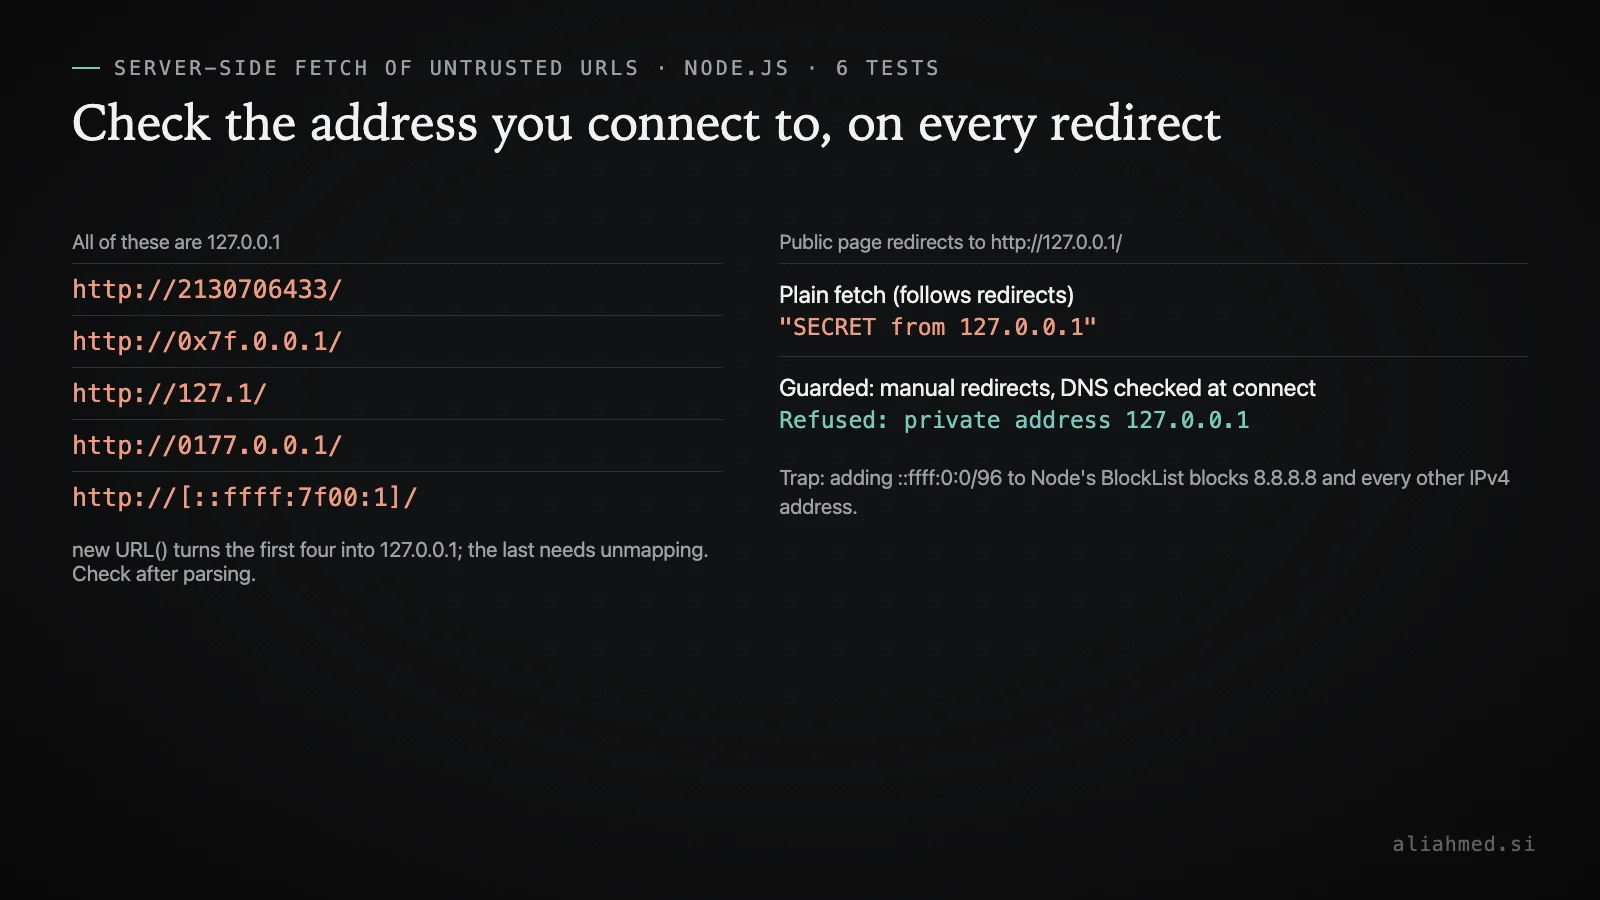 SERVER-SIDE FETCH OF UNTRUSTED URLS · NODE.JS · 6 TESTS
Check the address you connect to, on every redirect
All of these are 127.0.0.1
http://2130706433/
http://0x7f.0.0.1/
http://127.1/
http://0177.0.0.1/
http://[::ffff:7f00:1]/
new URL() turns the first four into 127.0.0.1; the last needs unmapping.
Check after parsing.
Public page redirects to http://127.0.0.1/
Plain fetch (follows redirects)
"SECRET from 127.0.0.1"
Guarded: manual redirects, DNS checked at connect
Refused: private address 127.0.0.1
Trap: adding ::ffff:0:0/96 to Node's BlockList blocks 8.8.8.8 and every other IPv4
address.
aliahmed.si